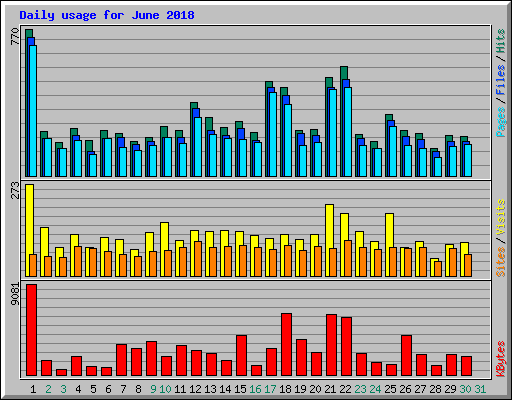 Daily usage for June 2018
770
Pages / Files / Hits
273
Sites / Visits
9081
KBytes
1 2 3 4 5 6 7 8 9 10 11 12 13 14 15 16 17 18 19 20 21 22 23 24 25 26 27 28 29 30 31